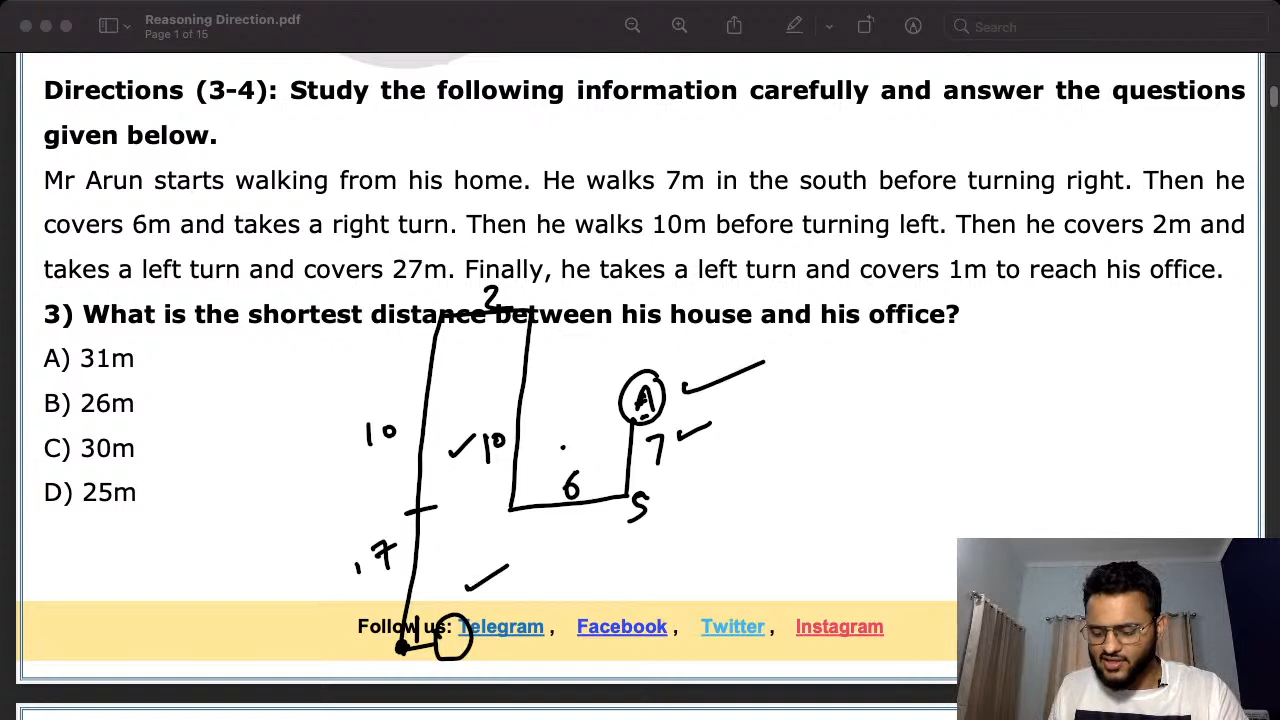 Reasoning Direction.pdf
Page 1 of 15
Search
Directions (3-4): Study the following information carefully and answer the questions
given below.
Mr Arun starts walking from his home. He walks 7m in the south before turning right. Then he
covers 6m and takes a right turn. Then he walks 10m before turning left. Then he covers 2m and
takes a left turn and covers 27m. Finally, he takes a left turn and covers 1m to reach his office.
2
3) What is the shortest distance between his house and his office?
A) 31m
B) 26m
A
C) 30m
10
10
7
D) 25m
6
S
17
1
Follow us: Telegram , Facebook , Twitter , Instagram